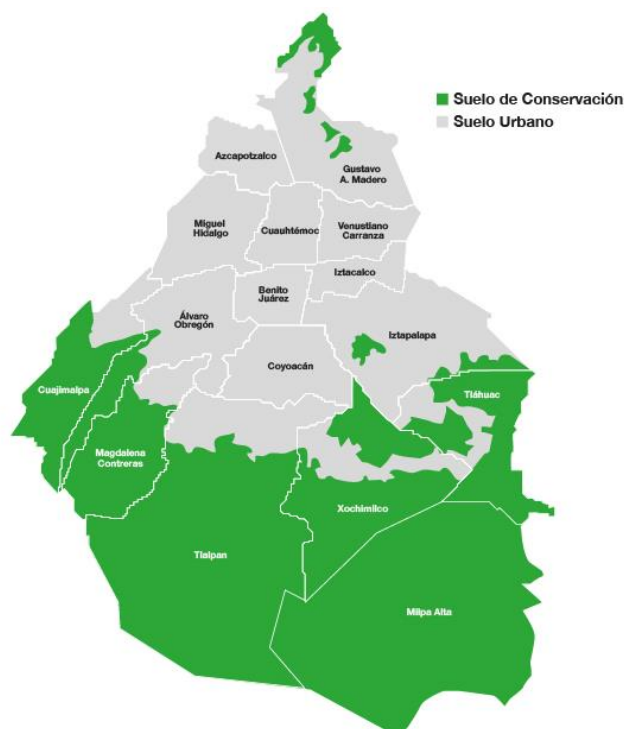 Suelo de Conservación
Suelo Urbano
Azcapotzalco
Gustavo
A. Madero
Miguel
Hidalgo
Cuauhtémoc
Venustiano
Carranza
Iztacalco
Benito
Juárez
Álvaro
Obregón
Iztapalapa
Coyoacán
Cuajimalpa
Tláhuac
Magdalena
Contreras
Xochimilco
Tlalpan
Milpa Alta